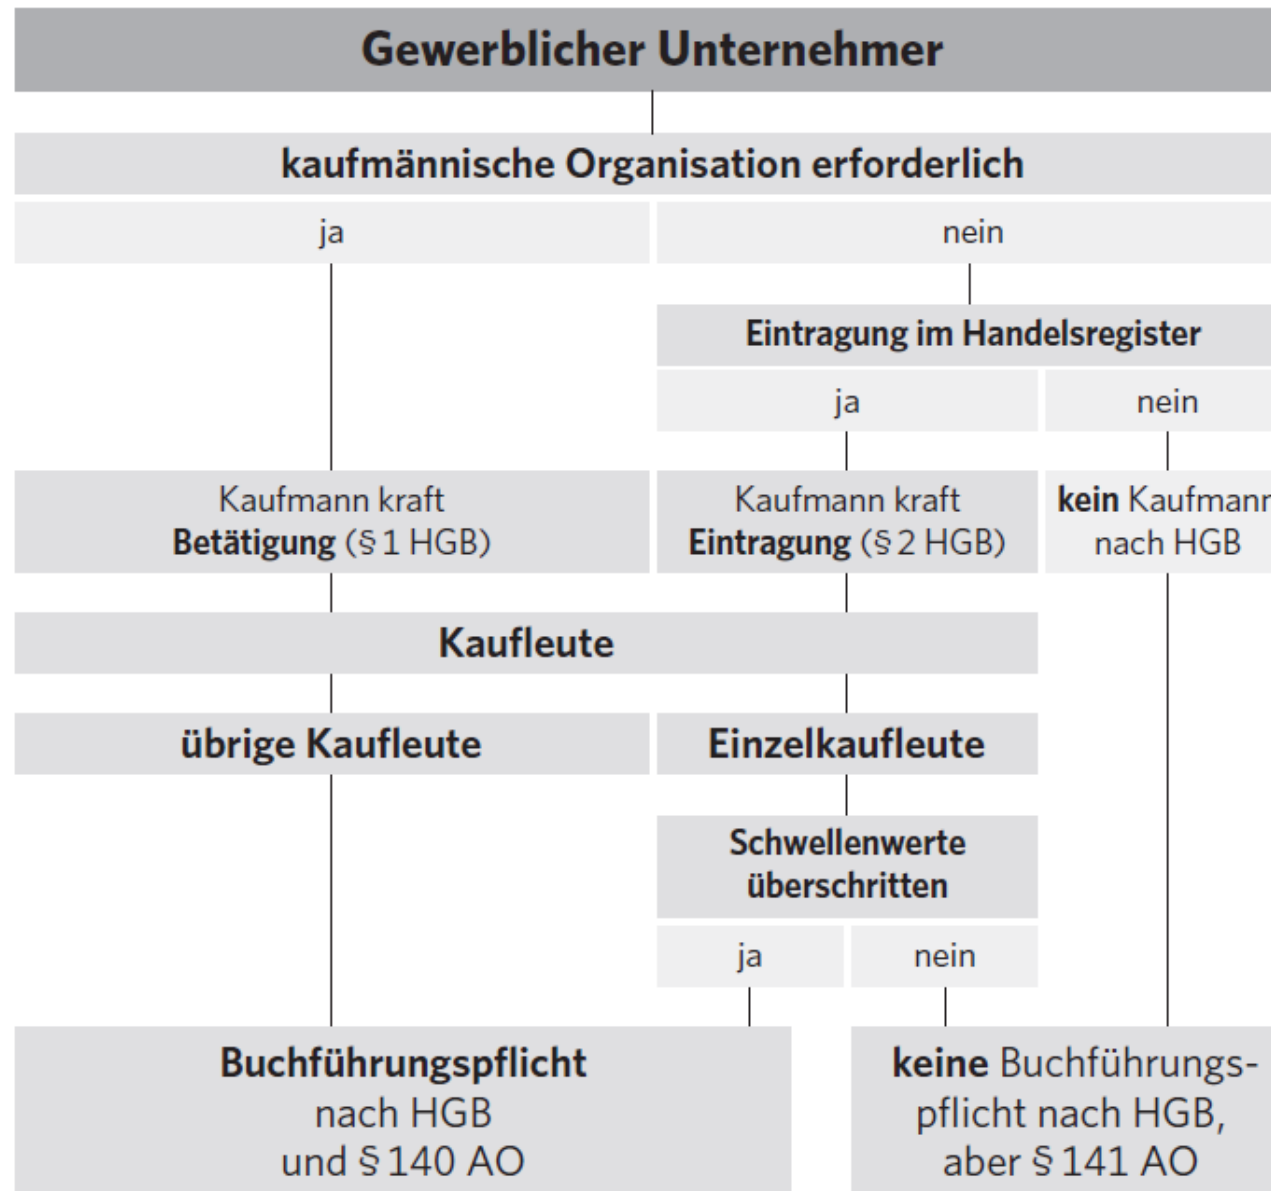 Gewerblicher Unternehmer
kaufmännische Organisation erforderlich
ja
nein
Eintragung im Handelsregister
ja
nein
Kaufmann kraft
Betätigung (§ 1 HGB)
Kaufmann kraft
Eintragung (§ 2 HGB)
kein Kaufmann
nach HGB
Kaufleute
übrige Kaufleute
Einzelkaufleute
Schwellenwerte
überschritten
ja
nein
Buchführungspflicht
nach HGB
und § 140 AO
keine Buchführungs-
pflicht nach HGB,
aber § 141 AO